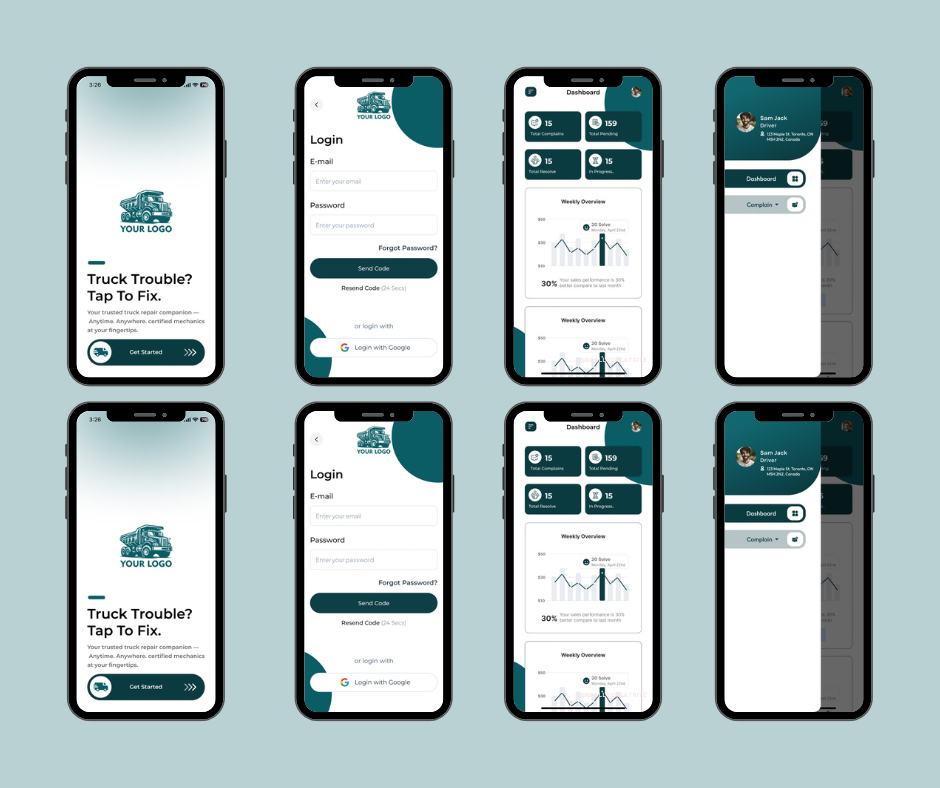 3:26
YOUR LOGO
Truck Trouble?
Tap To Fix.
Your trusted truck repair companion —
Anytime. Anywhere. certified mechanics
at your fingertips.
Get Started
YOUR LOGO
Login
E-mail
Enter your email
Password
Enter your password
Forgot Password?
Send Code
Resend Code (24 Secs)
or login with
Login with Google
Dashboard
15
Total Complains
159
Total Pending
15
Total Resolve
15
In Progress..
Weekly Overview
$60
$30
$10
20 Solve
Monday, April 22nd
30%
Your sales performance is 30%
better compare to last month
Weekly Overview
$60
$30
20 Solve
Monday, April 22nd
Sam Jack
Driver
123 Maple St. Toronto, ON
M5H 2N2, Canada
Dashboard
Complain
3:26
YOUR LOGO
Truck Trouble?
Tap To Fix.
Your trusted truck repair companion —
Anytime. Anywhere. certified mechanics
at your fingertips.
Get Started
YOUR LOGO
Login
E-mail
Enter your email
Password
Enter your password
Forgot Password?
Send Code
Resend Code (24 Secs)
or login with
Login with Google
Dashboard
15
Total Complains
159
Total Pending
15
Total Resolve
15
In Progress..
Weekly Overview
$60
$30
$10
20 Solve
Monday, April 22nd
30%
Your sales performance is 30%
better compare to last month
Weekly Overview
$60
$30
20 Solve
Monday, April 22nd
Sam Jack
Driver
123 Maple St. Toronto, ON
M5H 2N2, Canada
Dashboard
Complain